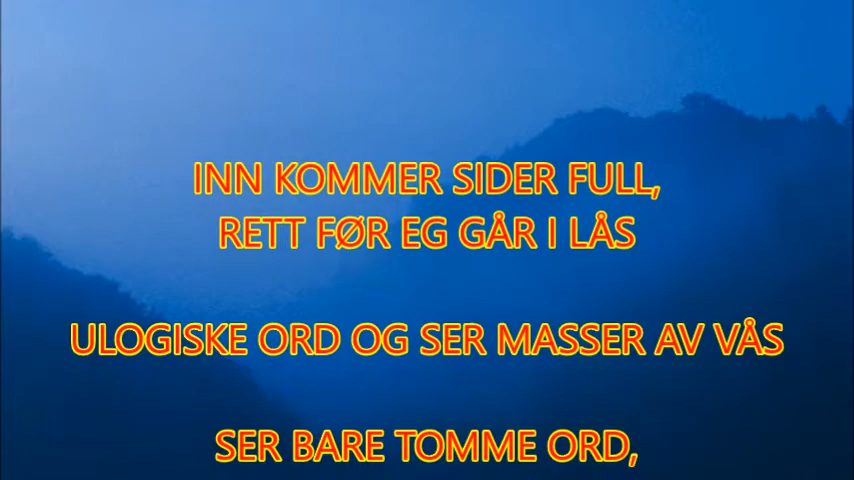 INN KOMMER SIDER FULL,
RETT FØR EG GÅR I LÅS
ULOGISKE ORD OG SER MASSER AV VÅS
SER BARE TOMME ORD,